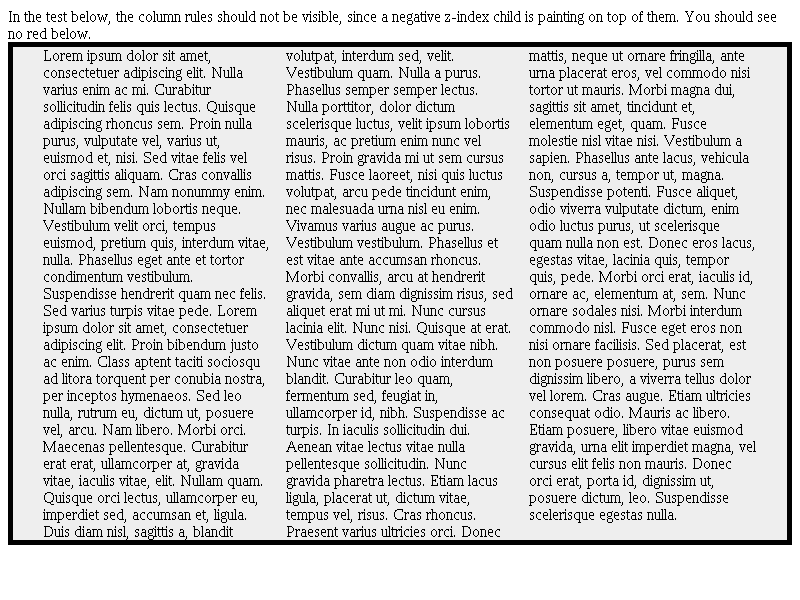 In the test below, the column rules should not be visible, since a negative z-index child is painting on top of them. You should see
no red below.
Lorem ipsum dolor sit amet,
consectetuer adipiscing elit. Nulla
varius enim ac mi. Curabitur
sollicitudin felis quis lectus. Quisque
adipiscing rhoncus sem. Proin nulla
purus, vulputate vel, varius ut,
euismod et, nisi. Sed vitae felis vel
orci sagittis aliquam. Cras convallis
adipiscing sem. Nam nonummy enim.
Nullam bibendum lobortis neque.
Vestibulum velit orci, tempus
euismod, pretium quis, interdum vitae,
nulla. Phasellus eget ante et tortor
condimentum vestibulum.
Suspendisse hendrerit quam nec felis.
Sed varius turpis vitae pede. Lorem
ipsum dolor sit amet, consectetuer
adipiscing elit. Proin bibendum justo
ac enim. Class aptent taciti sociosqu
ad litora torquent per conubia nostra,
per inceptos hymenaeos. Sed leo
nulla, rutrum eu, dictum ut, posuere
vel, arcu. Nam libero. Morbi orci.
Maecenas pellentesque. Curabitur
erat erat, ullamcorper at, gravida
vitae, iaculis vitae, elit. Nullam quam.
Quisque orci lectus, ullamcorper eu,
imperdiet sed, accumsan et, ligula.
Duis diam nisl, sagittis a, blandit
volutpat, interdum sed, velit.
Vestibulum quam. Nulla a purus.
Phasellus semper semper lectus.
Nulla porttitor, dolor dictum
scelerisque luctus, velit ipsum lobortis
mauris, ac pretium enim nunc vel
risus. Proin gravida mi ut sem cursus
mattis. Fusce laoreet, nisi quis luctus
volutpat, arcu pede tincidunt enim,
nec malesuada urna nisl eu enim.
Vivamus varius augue ac purus.
Vestibulum vestibulum. Phasellus et
est vitae ante accumsan rhoncus.
Morbi convallis, arcu at hendrerit
gravida, sem diam dignissim risus, sed
aliquet erat mi ut mi. Nunc cursus
lacinia elit. Nunc nisi. Quisque at erat.
Vestibulum dictum quam vitae nibh.
Nunc vitae ante non odio interdum
blandit. Curabitur leo quam,
fermentum sed, feugiat in,
ullamcorper id, nibh. Suspendisse ac
turpis. In iaculis sollicitudin dui.
Aenean vitae lectus vitae nulla
pellentesque sollicitudin. Nunc
gravida pharetra lectus. Etiam lacus
ligula, placerat ut, dictum vitae,
tempus vel, risus. Cras rhoncus.
Praesent varius ultricies orci. Donec
mattis, neque ut ornare fringilla, ante
urna placerat eros, vel commodo nisi
tortor ut mauris. Morbi magna dui,
sagittis sit amet, tincidunt et,
elementum eget, quam. Fusce
molestie nisl vitae nisi. Vestibulum a
sapien. Phasellus ante lacus, vehicula
non, cursus a, tempor ut, magna.
Suspendisse potenti. Fusce aliquet,
odio viverra vulputate dictum, enim
odio luctus purus, ut scelerisque
quam nulla non est. Donec eros lacus,
egestas vitae, lacinia quis, tempor
quis, pede. Morbi orci erat, iaculis id,
ornare ac, elementum at, sem. Nunc
ornare sodales nisi. Morbi interdum
commodo nisl. Fusce eget eros non
nisi ornare facilisis. Sed placerat, est
non posuere posuere, purus sem
dignissim libero, a viverra tellus dolor
vel lorem. Cras augue. Etiam ultricies
consequat odio. Mauris ac libero.
Etiam posuere, libero vitae euismod
gravida, urna elit imperdiet magna, vel
cursus elit felis non mauris. Donec
orci erat, porta id, dignissim ut,
posuere dictum, leo. Suspendisse
scelerisque egestas nulla.